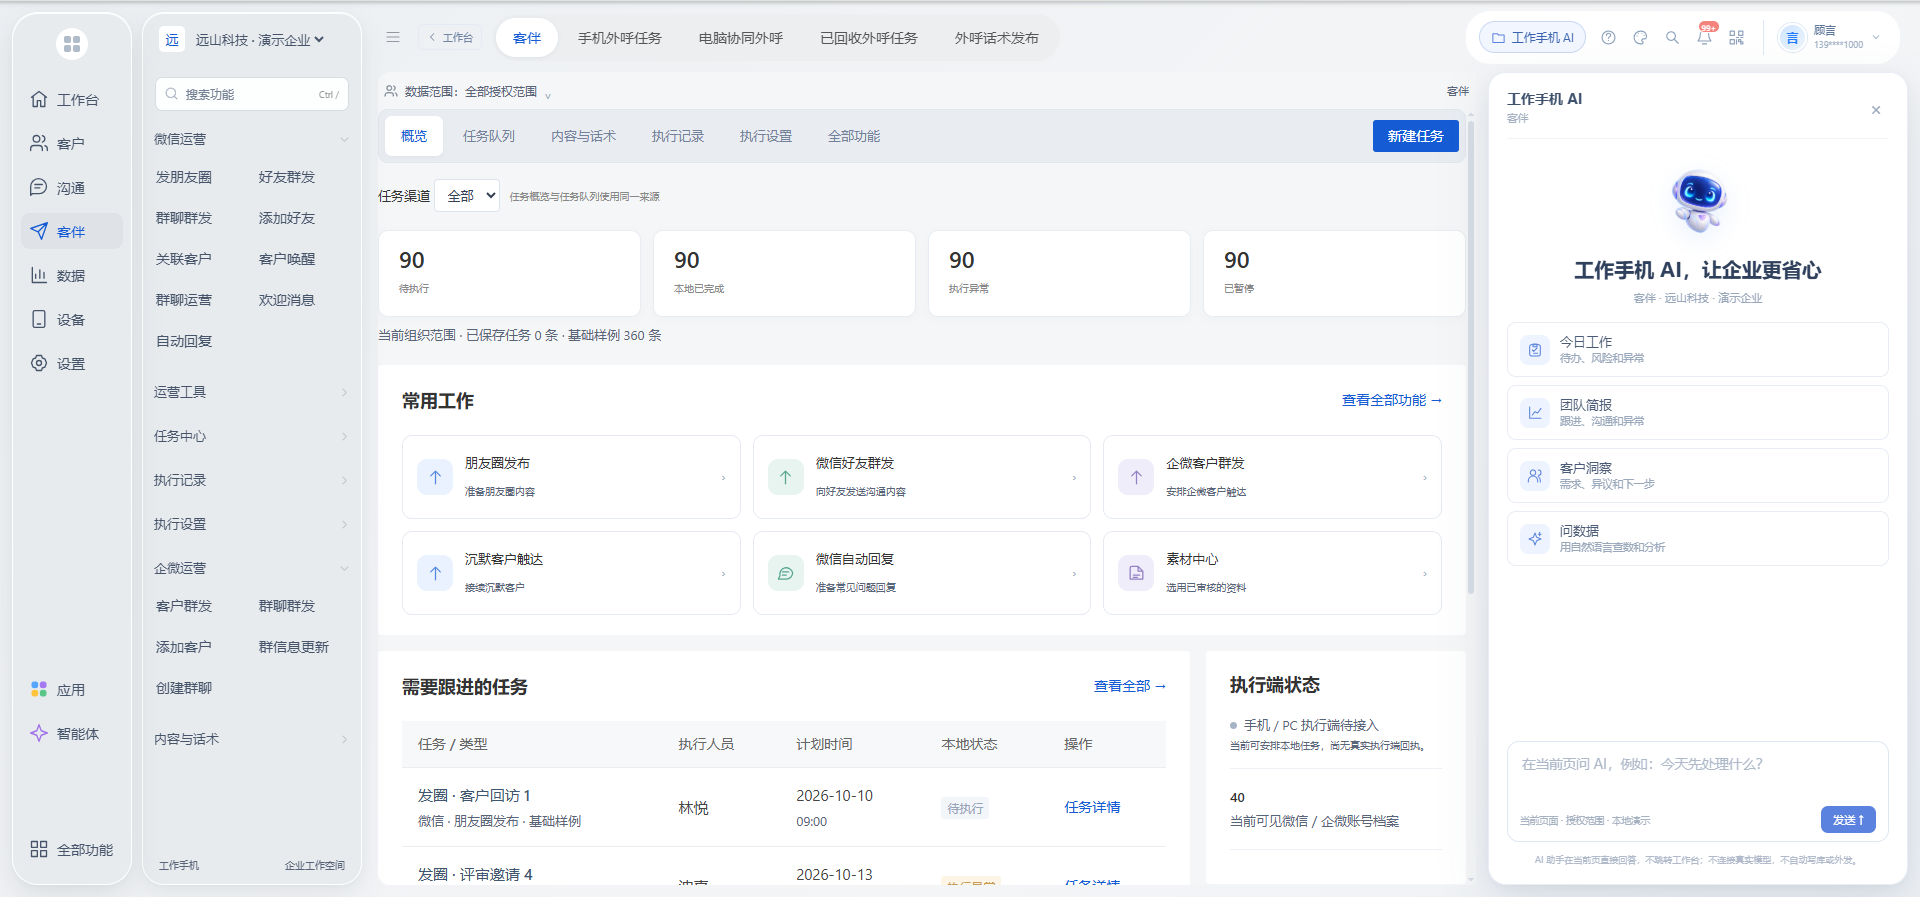 工作台
客户
沟通
客伴
数据
设备
设置
应用
智能体
全部功能
远
远山科技 · 演示企业
搜索功能
Ctrl /
微信运营
发朋友圈
好友群发
群聊群发
添加好友
关联客户
客户唤醒
群聊运营
欢迎消息
自动回复
运营工具
任务中心
执行记录
执行设置
企微运营
客户群发
群聊群发
添加客户
群信息更新
创建群聊
内容与话术
工作手机
企业工作空间
工作台
客伴
手机外呼任务
电脑协同外呼
已回收外呼任务
外呼话术发布
工作手机 AI
99+
言
顾言
139****1000
数据范围：全部授权范围
客伴
概览
任务队列
内容与话术
执行记录
执行设置
全部功能
新建任务
任务渠道
全部
任务概览与任务队列使用同一来源
90
待执行
90
本地已完成
90
执行异常
90
已暂停
当前组织范围 · 已保存任务 0 条 · 基础样例 360 条
常用工作
查看全部功能 →
朋友圈发布
准备朋友圈内容
微信好友群发
向好友发送沟通内容
企微客户群发
安排企微客户触达
沉默客户触达
接续沉默客户
微信自动回复
准备常见问题回复
素材中心
选用已审核的资料
需要跟进的任务
查看全部 →
任务 / 类型
执行人员
计划时间
本地状态
操作
发圈 · 客户回访 1
微信 · 朋友圈发布 · 基础样例
林悦
2026-10-10
09:00
待执行
任务详情
发圈 · 评审邀请 4
2026-10-13
执行异常
任务详情
执行端状态
手机 / PC 执行端待接入
当前可安排本地任务，尚无真实执行端回执。
40
当前可见微信 / 企微账号档案
工作手机 AI
客伴
工作手机 AI，让企业更省心
客伴 · 远山科技 · 演示企业
今日工作
待办、风险和异常
团队简报
跟进、沟通和异常
客户洞察
需求、异议和下一步
问数据
用自然语言查数和分析
在当前页问 AI，例如：今天先处理什么？
当前页面 · 授权范围 · 本地演示
发送 ↑
AI 助手在当前页直接回答，不跳转工作台；不连接真实模型，不自动写库或外发。